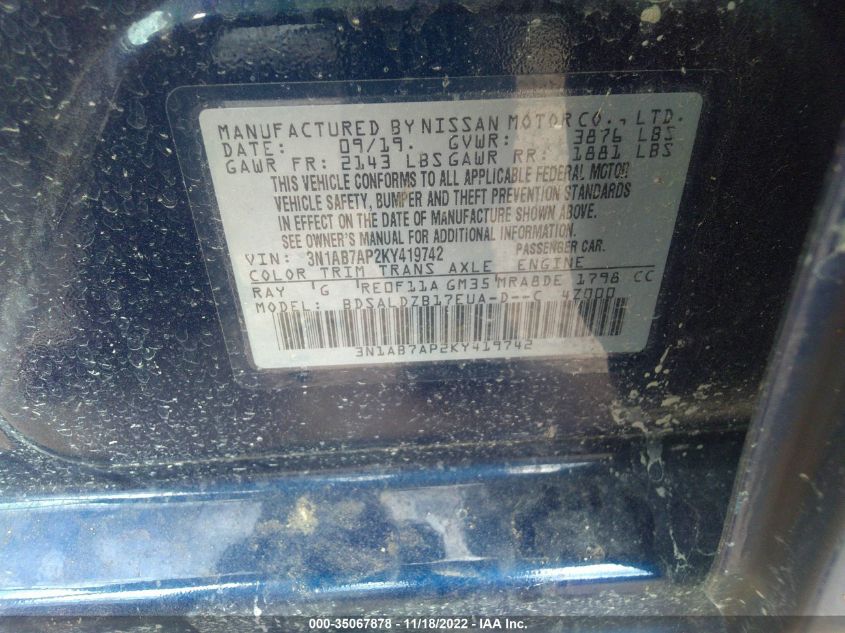 MANUFACTURED BY NISSAN MOTOR CO., LTD.
DATE: 09/19. GVWR: 3876 LBS
GAWR FR: 2143 LBS GAWR RR: 1881 LBS
THIS VEHICLE CONFORMS TO ALL APPLICABLE FEDERAL MOTOR
VEHICLE SAFETY, BUMPER AND THEFT PREVENTION STANDARDS
IN EFFECT ON THE DATE OF MANUFACTURE SHOWN ABOVE.
SEE OWNER'S MANUAL FOR ADDITIONAL INFORMATION.
VIN: 3N1AB7AP2KY419742 PASSENGER CAR.
COLOR TRIM TRANS AXLE ENGINE
RAY G RE0F11A GM35 MRA8DE 1798 CC
MODEL: BDSALDZB17EUA-D--C 4Z000
3N1AB7AP2KY419742
000-35067878 - 11/18/2022 - IAA Inc.